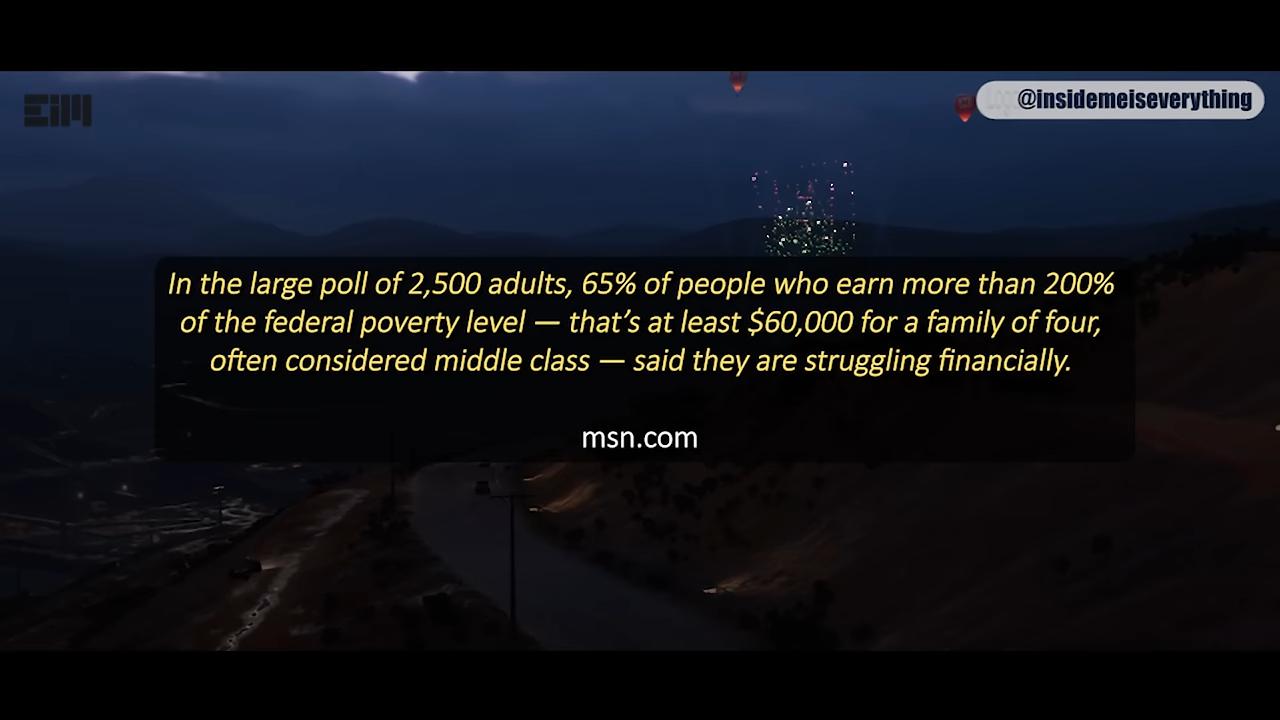 EiM
@insidemeiseverything
In the large poll of 2,500 adults, 65% of people who earn more than 200%
of the federal poverty level — that’s at least $60,000 for a family of four,
often considered middle class — said they are struggling financially.
msn.com